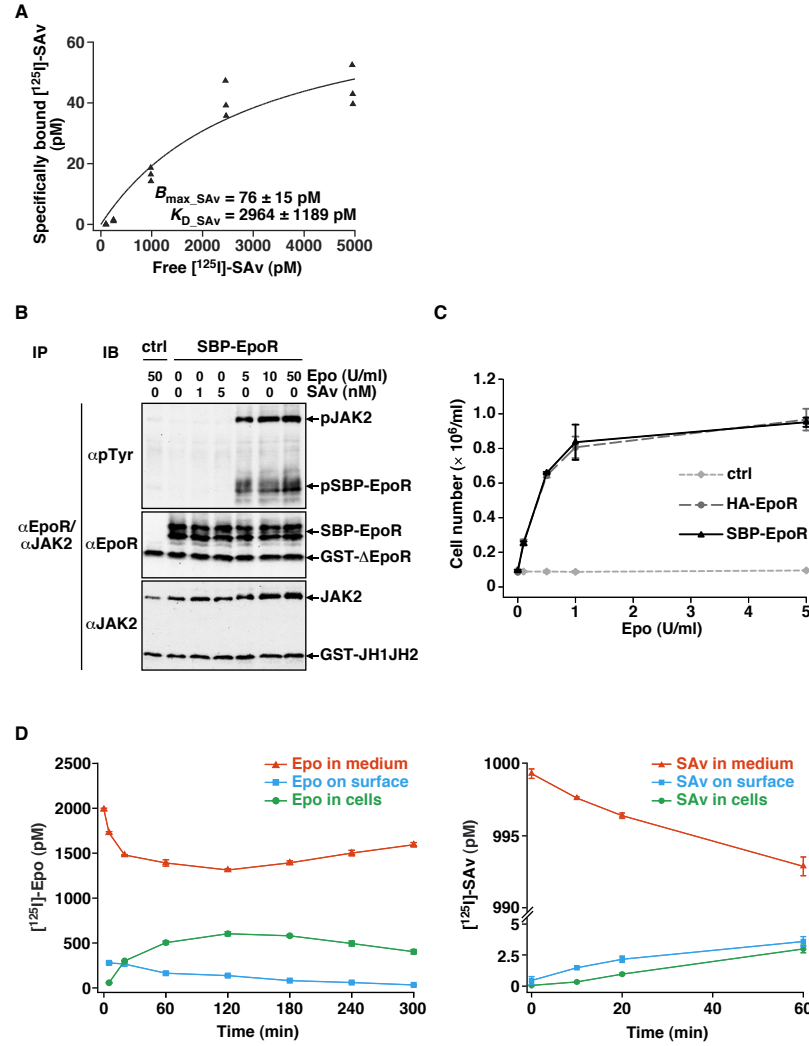 A
Specifically bound [¹²⁵I]-SAv
(pM)
60
40
20
0
B max_SAv = 76 ± 15 pM
K D_SAv = 2964 ± 1189 pM
0 1000 2000 3000 4000 5000
Free [¹²⁵I]-SAv (pM)
B
IP IB ctrl SBP-EpoR
50 0 0 0 5 10 50 Epo (U/ml)
0 0 1 5 0 0 0 SAv (nM)
pJAK2
αpTyr
pSBP-EpoR
αEpoR/
αJAK2
αEpoR
SBP-EpoR
GST-ΔEpoR
JAK2
αJAK2
GST-JH1JH2
C
Cell number (× 10⁶/ml)
1.2
1.0
0.8
0.6
0.4
0.2
0
ctrl
HA-EpoR
SBP-EpoR
0 1 2 3 4 5
Epo (U/ml)
D
[¹²⁵I]-Epo (pM)
2500
2000
1500
1000
500
0
Epo in medium
Epo on surface
Epo in cells
0 60 120 180 240 300
Time (min)
[¹²⁵I]-SAv (pM)
1000
995
990
5
2.5
0
SAv in medium
SAv on surface
SAv in cells
0 20 40 60
Time (min)